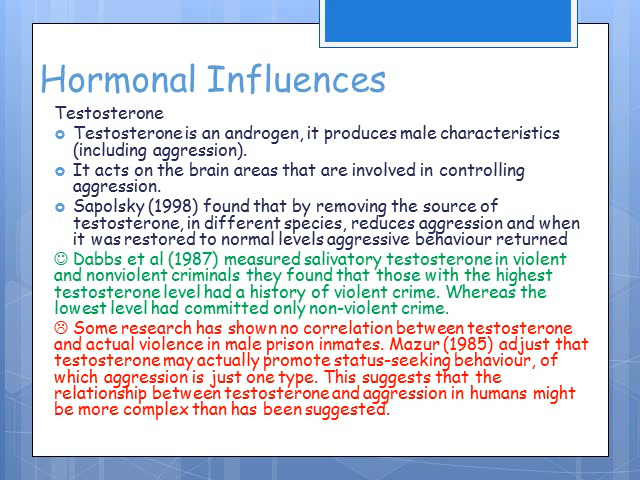 Hormonal Influences
Testosterone
Testosterone is an androgen, it produces male characteristics
(including aggression).
It acts on the brain areas that are involved in controlling
aggression.
Sapolsky (1998) found that by removing the source of
testosterone, in different species, reduces aggression and when
it was restored to normal levels aggressive behaviour returned
☺ Dabbs et al (1987) measured salivatory testosterone in violent
and nonviolent criminals they found that those with the highest
testosterone level had a history of violent crime. Whereas the
lowest level had committed only non-violent crime.
☹ Some research has shown no correlation between testosterone
and actual violence in male prison inmates. Mazur (1985) adjust that
testosterone may actually promote status-seeking behaviour, of
which aggression is just one type. This suggests that the
relationship between testosterone and aggression in humans might
be more complex than has been suggested.